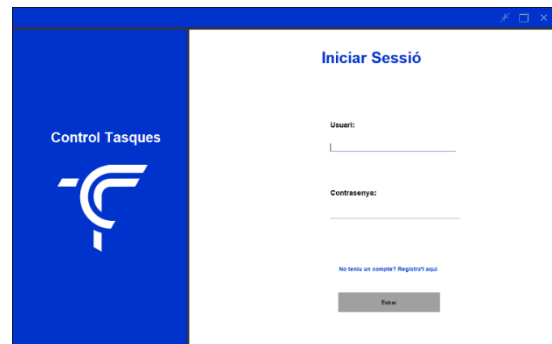 Control Tasques
Iniciar Sessió
Usuari:
Contrasenya:
No teniu un compte? Registra't aquí
Entrar